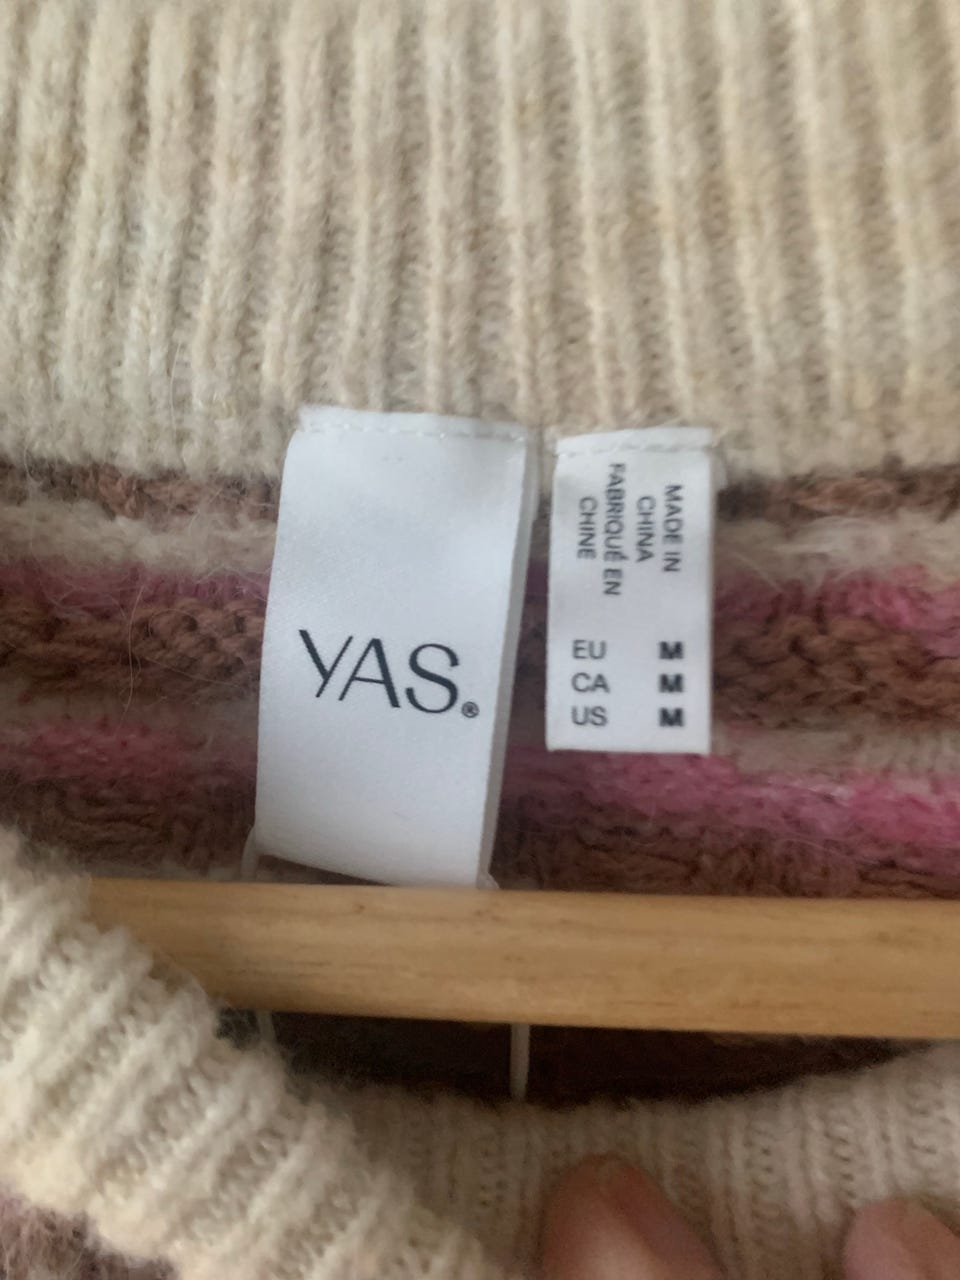 YAS.®
MADE IN
CHINA
FABRIQUÉ EN
CHINE
EU M
CA M
US M